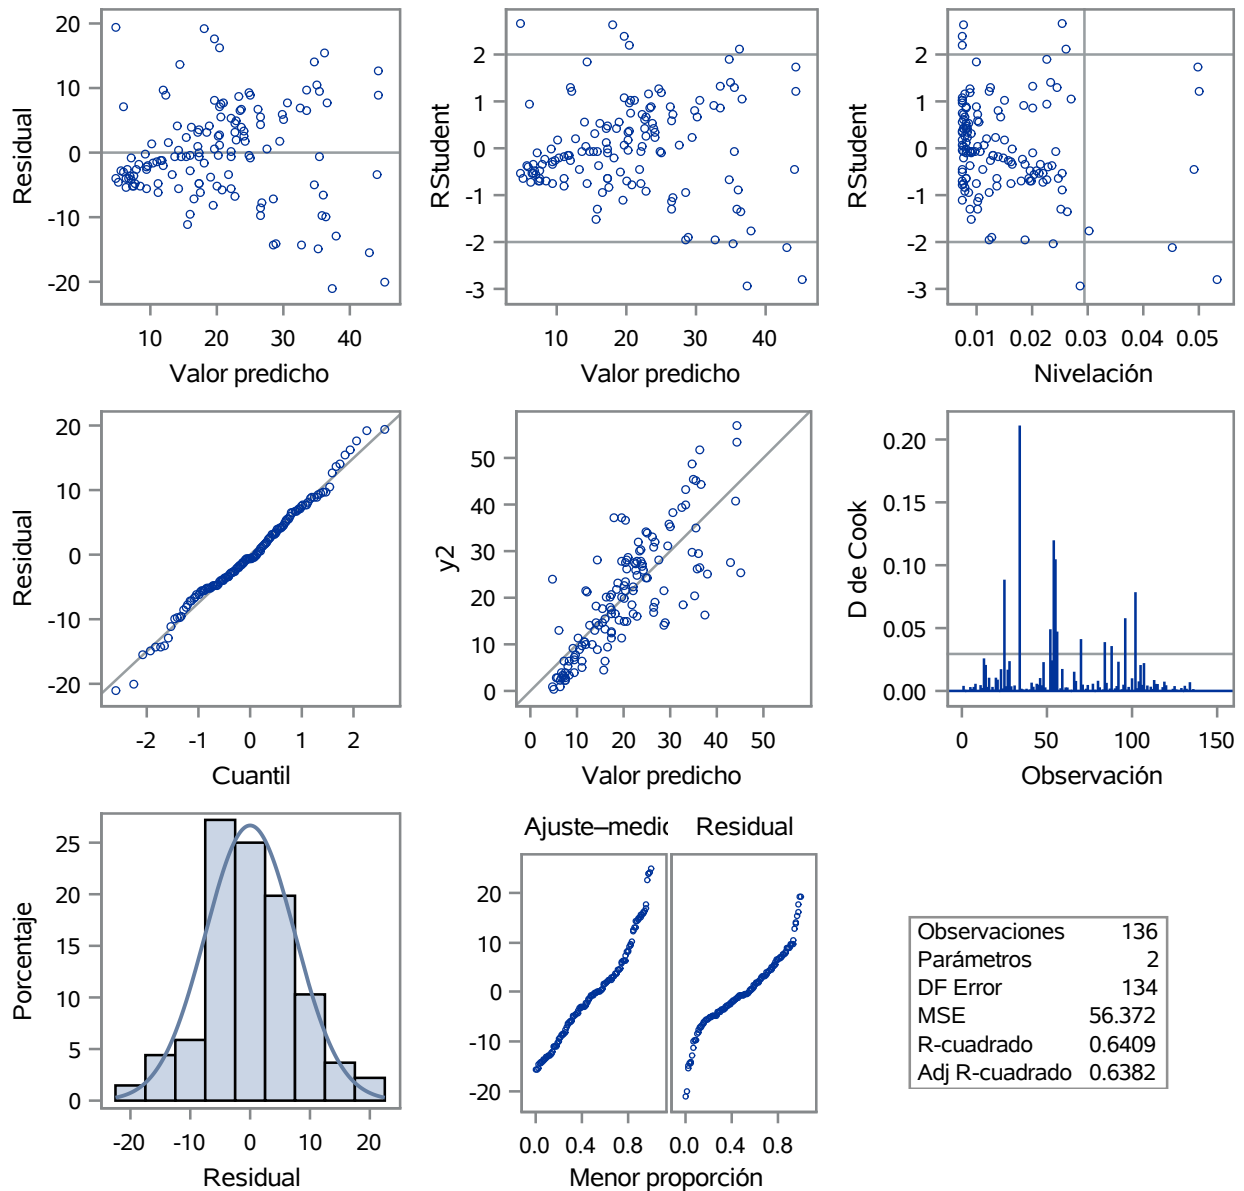 20
10
0
-10
-20
Residual
10 20 30 40
Valor predicho
2
1
0
-1
-2
-3
RStudent
10 20 30 40
Valor predicho
2
1
0
-1
-2
-3
RStudent
0.01 0.02 0.03 0.04 0.05
Nivelación
20
10
0
-10
-20
Residual
-2 -1 0 1 2
Cuantil
50
40
30
20
10
0
y2
0 10 20 30 40 50
Valor predicho
0.20
0.15
0.10
0.05
0.00
D de Cook
0 50 100 150
Observación
25
20
15
10
5
0
Porcentaje
-20 -10 0 10 20
Residual
Ajuste–medic Residual
20
10
0
-10
-20
0.0 0.4 0.8 0.0 0.4 0.8
Menor proporción
Observaciones 136
Parámetros 2
DF Error 134
MSE 56.372
R-cuadrado 0.6409
Adj R-cuadrado 0.6382